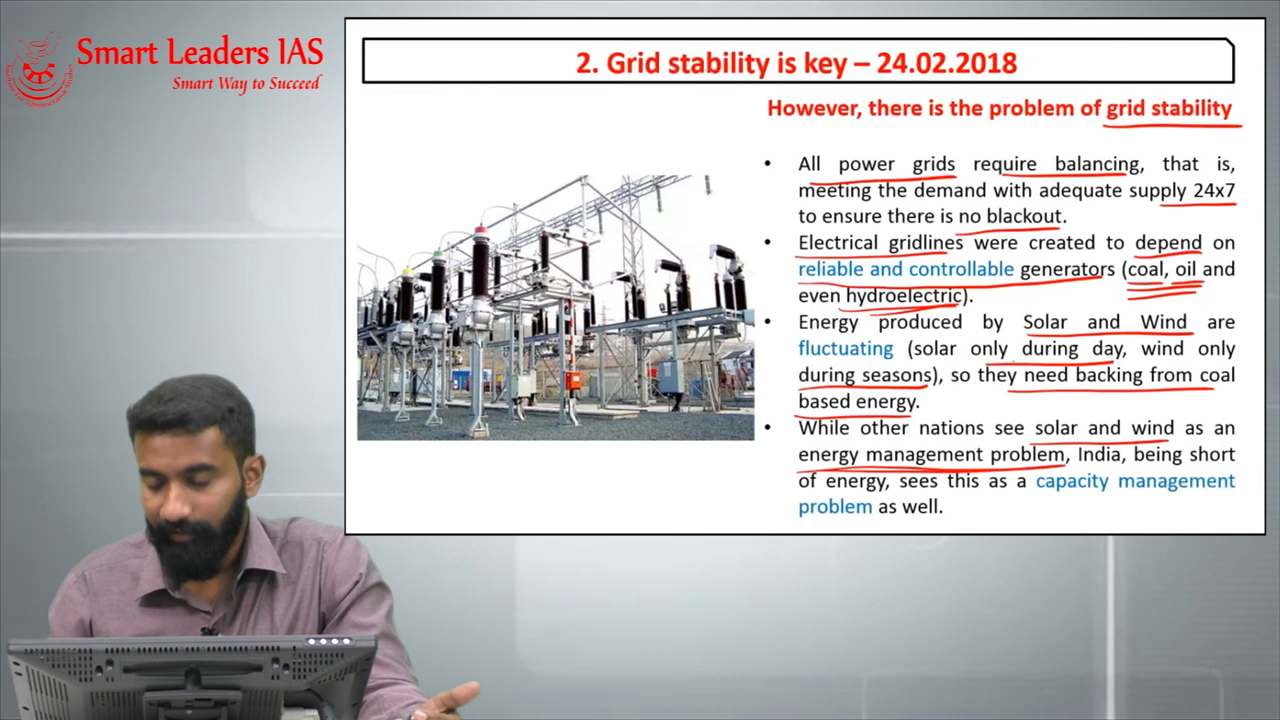 Smart Leaders IAS
Smart Way to Succeed
2. Grid stability is key – 24.02.2018
However, there is the problem of grid stability
• All power grids require balancing, that is,
meeting the demand with adequate supply 24x7
to ensure there is no blackout.
• Electrical gridlines were created to depend on
reliable and controllable generators (coal, oil and
even hydroelectric).
• Energy produced by Solar and Wind are
fluctuating (solar only during day, wind only
during seasons), so they need backing from coal
based energy.
• While other nations see solar and wind as an
energy management problem, India, being short
of energy, sees this as a capacity management
problem as well.